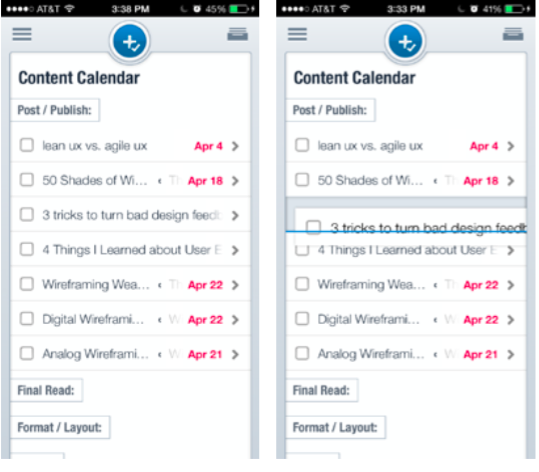 AT&T 3:38 PM 45%
Content Calendar
Post / Publish:
lean ux vs. agile ux Apr 4
50 Shades of Wi... Apr 18
3 tricks to turn bad design feed
4 Things I Learned about User
Wireframing Wea... Apr 22
Digital Wireframi... Apr 22
Analog Wireframi... Apr 21
Final Read:
Format / Layout:
AT&T 3:33 PM 41%
Content Calendar
Post / Publish:
lean ux vs. agile ux Apr 4
50 Shades of Wi... Apr 18
3 tricks to turn bad design feedb
4 Things I Learned about User
Wireframing Wea... Apr 22
Digital Wireframi... Apr 22
Analog Wireframi... Apr 21
Final Read:
Format / Layout: